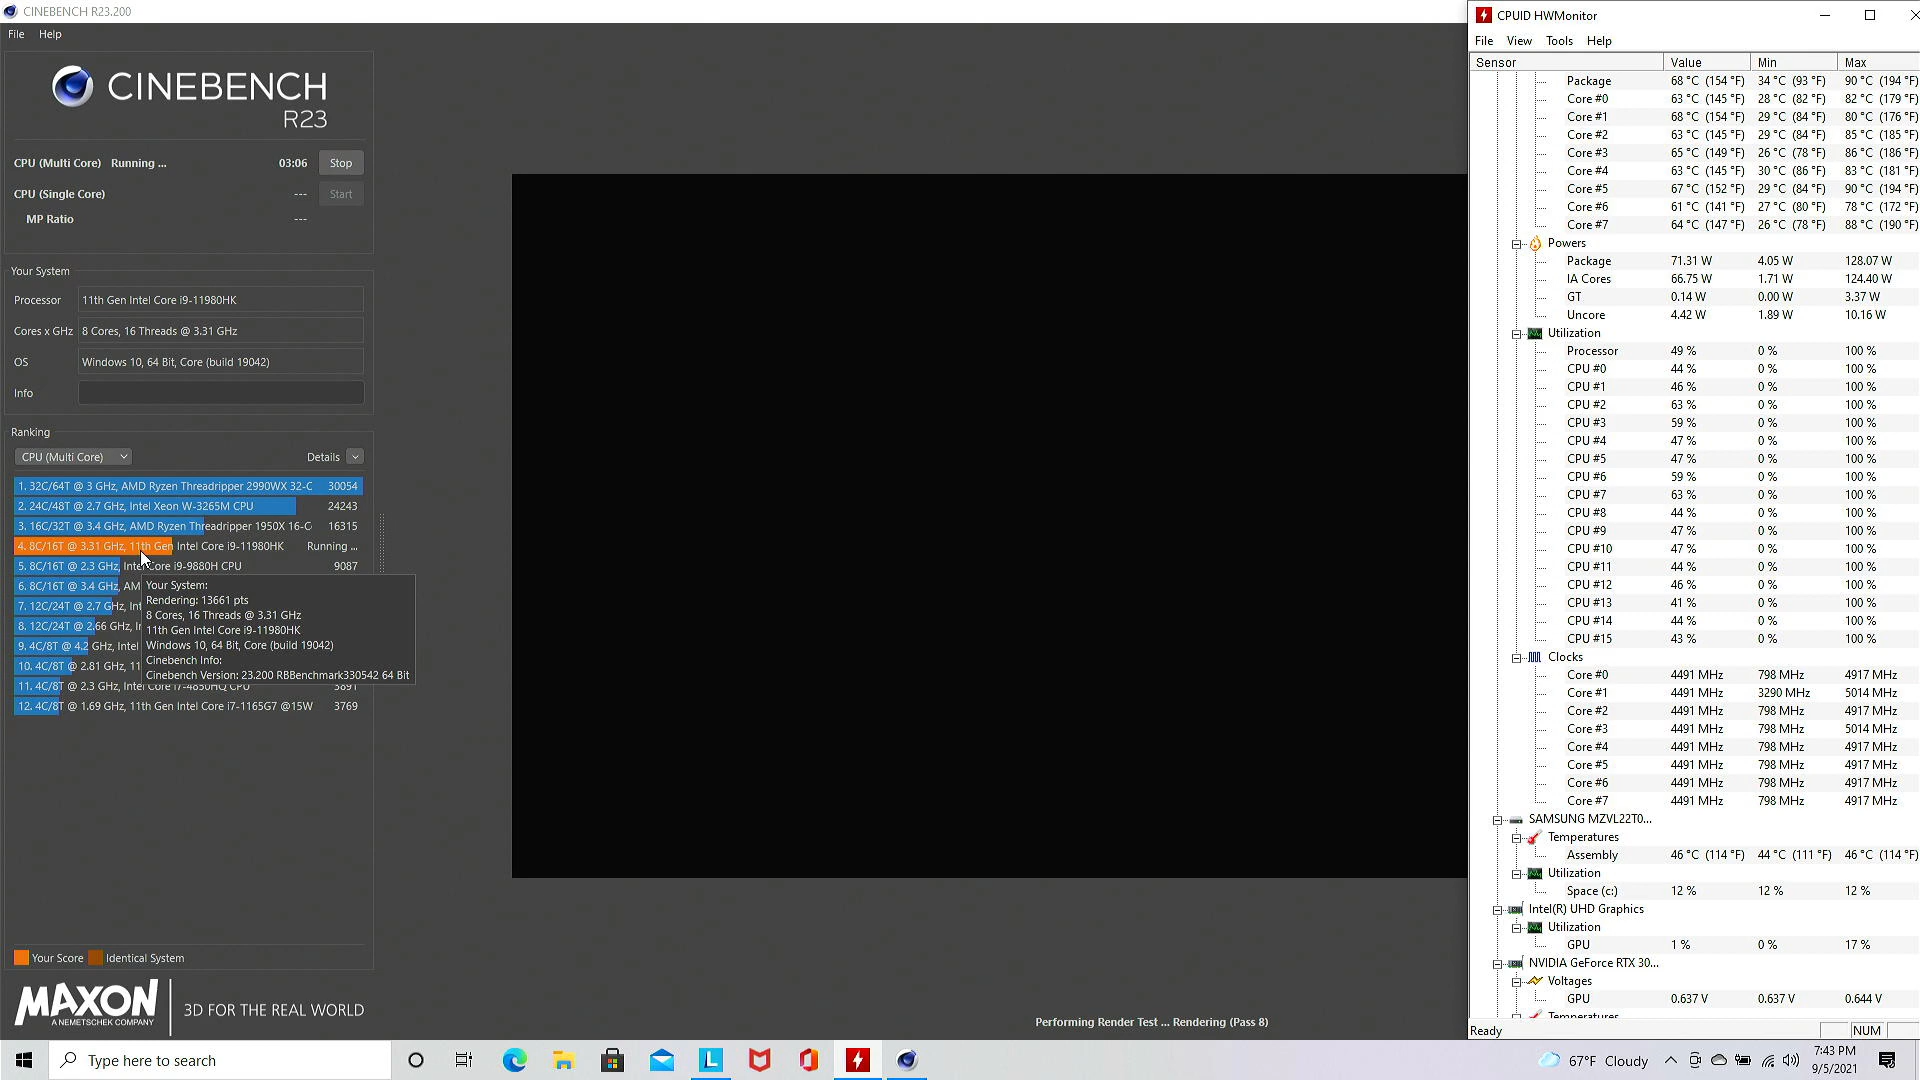 CINEBENCH R23.200
File Help
CINEBENCH
R23
CPU (Multi Core) Running ... 03:06 Stop
CPU (Single Core) --- Start
MP Ratio ---
Your System
Processor 11th Gen Intel Core i9-11980HK
Cores x GHz 8 Cores, 16 Threads @ 3.31 GHz
OS Windows 10, 64 Bit, Core (build 19042)
Info
Ranking
CPU (Multi Core) Details
1. 32C/64T @ 3 GHz, AMD Ryzen Threadripper 2990WX 32-C 30054
2. 24C/48T @ 2.7 GHz, Intel Xeon W-3265M CPU 24243
3. 16C/32T @ 3.4 GHz, AMD Ryzen Threadripper 1950X 16-C 16315
4. 8C/16T @ 3.31 GHz, 11th Gen Intel Core i9-11980HK Running ...
5. 8C/16T @ 2.3 GHz, Intel Core i9-9880H CPU 9087
6. 8C/16T @ 3.4 GHz, AM
7. 12C/24T @ 2.7 GHz, Int
8. 12C/24T @ 2.66 GHz, Ir
9. 4C/8T @ 4.2 GHz, Intel
10. 4C/8T @ 2.81 GHz, 11
11. 4C/8T @ 2.3 GHz, Intel Core i7-4850HQ CPU 3891
12. 4C/8T @ 1.69 GHz, 11th Gen Intel Core i7-1165G7 @15W 3769
Your System:
Rendering: 13661 pts
8 Cores, 16 Threads @ 3.31 GHz
11th Gen Intel Core i9-11980HK
Windows 10, 64 Bit, Core (build 19042)
Cinebench Info:
Cinebench Version: 23.200 RBBenchmark330542 64 Bit
Your Score Identical System
MAXON
A NEMETSCHEK COMPANY
3D FOR THE REAL WORLD
Performing Render Test ... Rendering (Pass 8)
CPUID HWMonitor
File View Tools Help
Sensor Value Min Max
Package 68 °C (154 °F) 34 °C (93 °F) 90 °C (194 °F)
Core #0 63 °C (145 °F) 28 °C (82 °F) 82 °C (179 °F)
Core #1 68 °C (154 °F) 29 °C (84 °F) 80 °C (176 °F)
Core #2 63 °C (145 °F) 29 °C (84 °F) 85 °C (185 °F)
Core #3 65 °C (149 °F) 26 °C (78 °F) 86 °C (186 °F)
Core #4 63 °C (145 °F) 30 °C (86 °F) 83 °C (181 °F)
Core #5 67 °C (152 °F) 29 °C (84 °F) 90 °C (194 °F)
Core #6 61 °C (141 °F) 27 °C (80 °F) 78 °C (172 °F)
Core #7 64 °C (147 °F) 26 °C (78 °F) 88 °C (190 °F)
Powers
Package 71.31 W 4.05 W 128.07 W
IA Cores 66.75 W 1.71 W 124.40 W
GT 0.14 W 0.00 W 3.37 W
Uncore 4.42 W 1.89 W 10.16 W
Utilization
Processor 49 % 0 % 100 %
CPU #0 44 % 0 % 100 %
CPU #1 46 % 0 % 100 %
CPU #2 63 % 0 % 100 %
CPU #3 59 % 0 % 100 %
CPU #4 47 % 0 % 100 %
CPU #5 47 % 0 % 100 %
CPU #6 59 % 0 % 100 %
CPU #7 63 % 0 % 100 %
CPU #8 44 % 0 % 100 %
CPU #9 47 % 0 % 100 %
CPU #10 47 % 0 % 100 %
CPU #11 44 % 0 % 100 %
CPU #12 46 % 0 % 100 %
CPU #13 41 % 0 % 100 %
CPU #14 44 % 0 % 100 %
CPU #15 43 % 0 % 100 %
Clocks
Core #0 4491 MHz 798 MHz 4917 MHz
Core #1 4491 MHz 3290 MHz 5014 MHz
Core #2 4491 MHz 798 MHz 4917 MHz
Core #3 4491 MHz 798 MHz 5014 MHz
Core #4 4491 MHz 798 MHz 4917 MHz
Core #5 4491 MHz 798 MHz 4917 MHz
Core #6 4491 MHz 798 MHz 4917 MHz
Core #7 4491 MHz 798 MHz 4917 MHz
SAMSUNG MZVL22T0...
Temperatures
Assembly 46 °C (114 °F) 44 °C (111 °F) 46 °C (114 °F)
Utilization
Space (c:) 12 % 12 % 12 %
Intel(R) UHD Graphics
Utilization
GPU 1 % 0 % 17 %
NVIDIA GeForce RTX 30...
Voltages
GPU 0.637 V 0.637 V 0.644 V
Temperatures
Ready NUM
Type here to search
L
67°F Cloudy
7:43 PM
9/5/2021